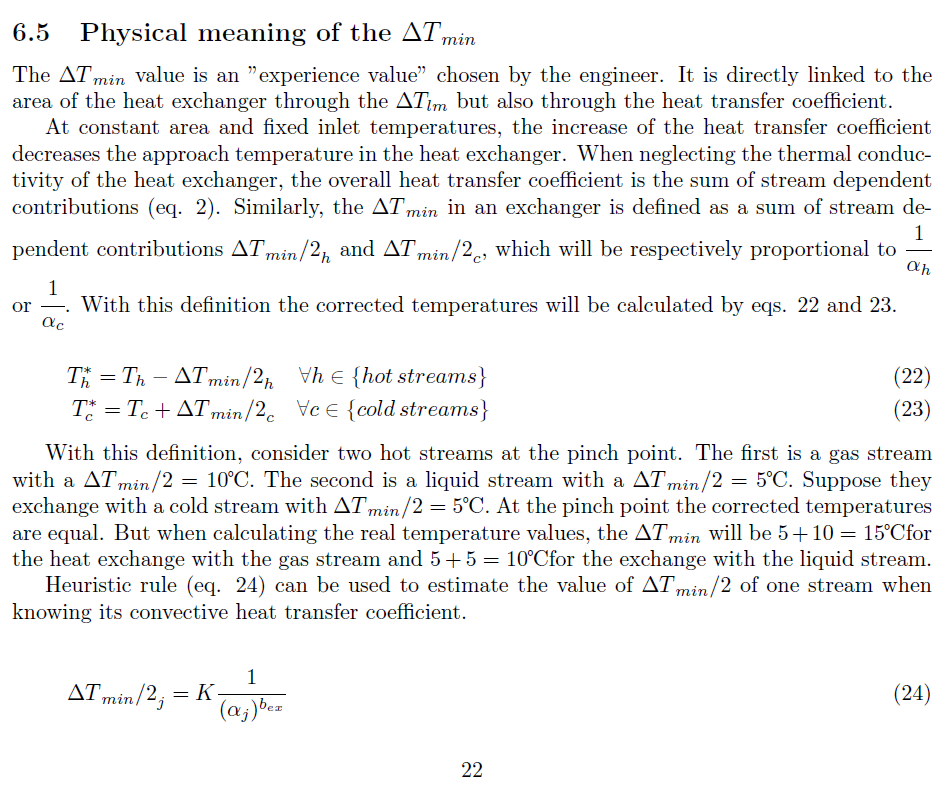 6.5 Physical meaning of the ΔT_min
The ΔT_min value is an ”experience value” chosen by the engineer. It is directly linked to the
area of the heat exchanger through the ΔT_lm but also through the heat transfer coefficient.
At constant area and fixed inlet temperatures, the increase of the heat transfer coefficient
decreases the approach temperature in the heat exchanger. When neglecting the thermal conduc-
tivity of the heat exchanger, the overall heat transfer coefficient is the sum of stream dependent
contributions (eq. 2). Similarly, the ΔT_min in an exchanger is defined as a sum of stream de-
pendent contributions ΔT_min/2_h and ΔT_min/2_c, which will be respectively proportional to 1/α_h
or 1/α_c. With this definition the corrected temperatures will be calculated by eqs. 22 and 23.
T*_h = T_h − ΔT_min/2_h ∀h ∈ {hot streams} (22)
T*_c = T_c + ΔT_min/2_c ∀c ∈ {cold streams} (23)
With this definition, consider two hot streams at the pinch point. The first is a gas stream
with a ΔT_min/2 = 10°C. The second is a liquid stream with a ΔT_min/2 = 5°C. Suppose they
exchange with a cold stream with ΔT_min/2 = 5°C. At the pinch point the corrected temperatures
are equal. But when calculating the real temperature values, the ΔT_min will be 5+10 = 15°Cfor
the heat exchange with the gas stream and 5+5 = 10°Cfor the exchange with the liquid stream.
Heuristic rule (eq. 24) can be used to estimate the value of ΔT_min/2 of one stream when
knowing its convective heat transfer coefficient.
ΔT_min/2_j = K 1/(α_j)^b_ex (24)
22